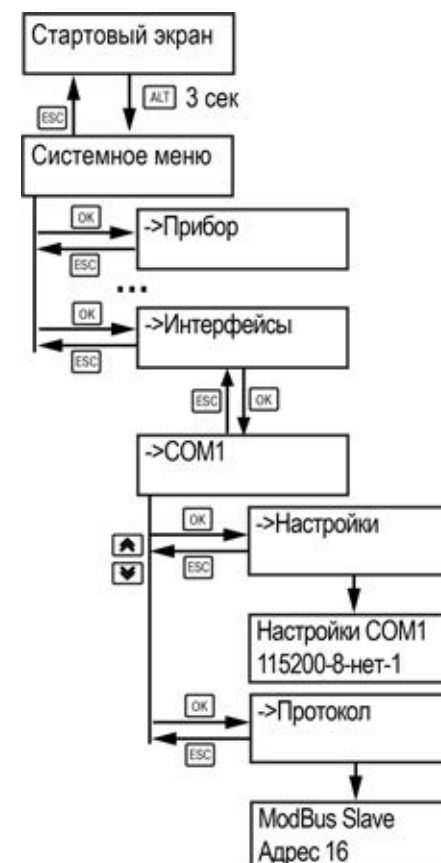 Стартовый экран
ALT 3 сек
ESC
Системное меню
OK
->Прибор
ESC
...
OK
->Интерфейсы
ESC
ESC OK
->COM1
OK
->Настройки
ESC
Настройки COM1
115200-8-нет-1
OK
->Протокол
ESC
ModBus Slave
Адрес 16